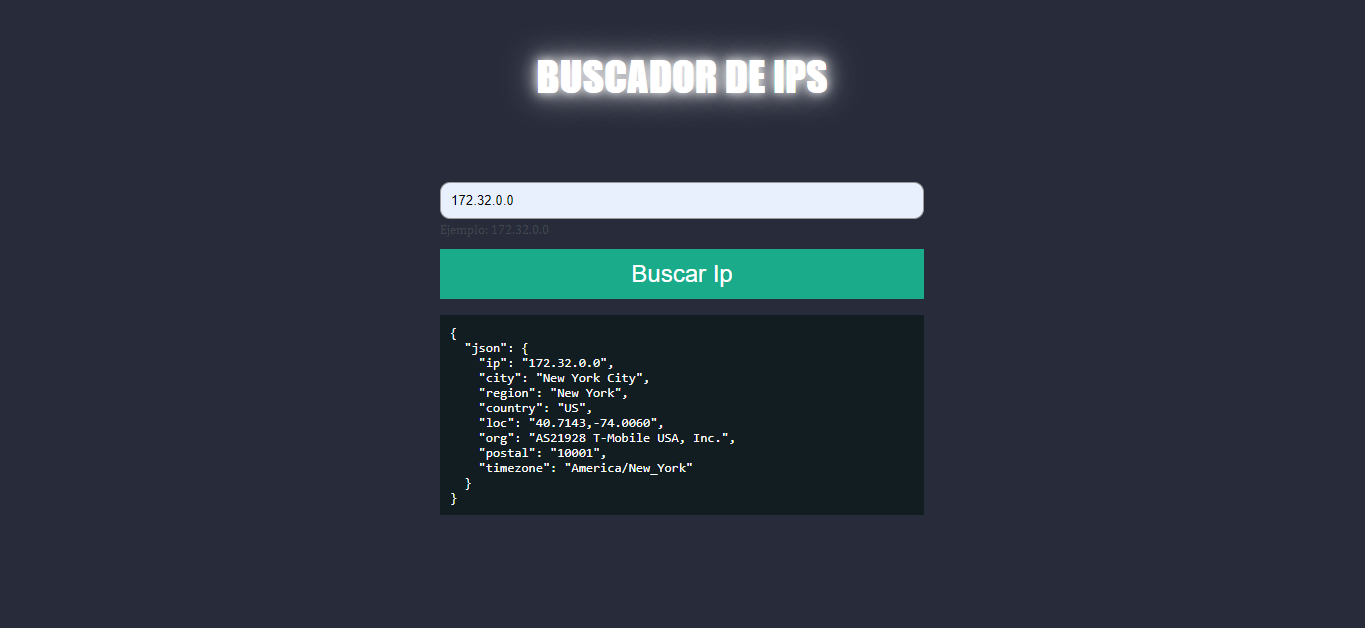 BUSCADOR DE IPS
172.32.0.0
Ejemplo: 172.32.0.0
Buscar Ip
{
  "json": {
    "ip": "172.32.0.0",
    "city": "New York City",
    "region": "New York",
    "country": "US",
    "loc": "40.7143,-74.0060",
    "org": "AS21928 T-Mobile USA, Inc.",
    "postal": "10001",
    "timezone": "America/New_York"
  }
}